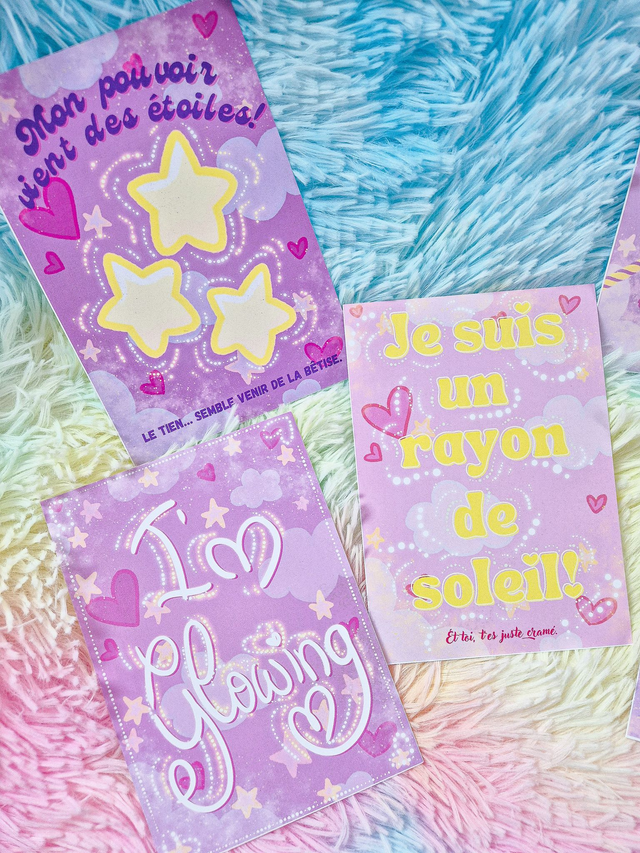 Mon pouvoir
vient des étoiles!
LE TIEN... SEMBLE VENIR DE LA BÊTISE.
Je suis
un
rayon
de
soleil!
Et toi, t'es juste cramé.
I'm
Glowing